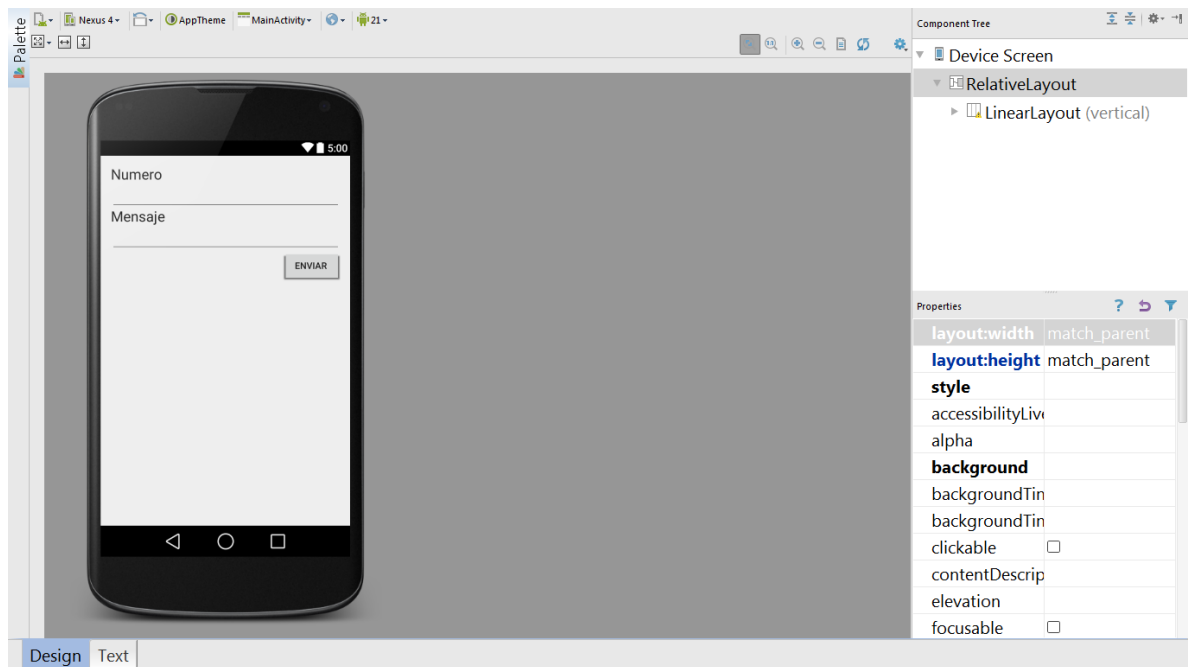 Palette
Nexus 4
AppTheme
MainActivity
21
5:00
Numero
Mensaje
ENVIAR
Design
Text
Component Tree
Device Screen
RelativeLayout
LinearLayout (vertical)
Properties
layout:width match_parent
layout:height match_parent
style
accessibilityLive
alpha
background
backgroundTin
backgroundTin
clickable
contentDescrip
elevation
focusable